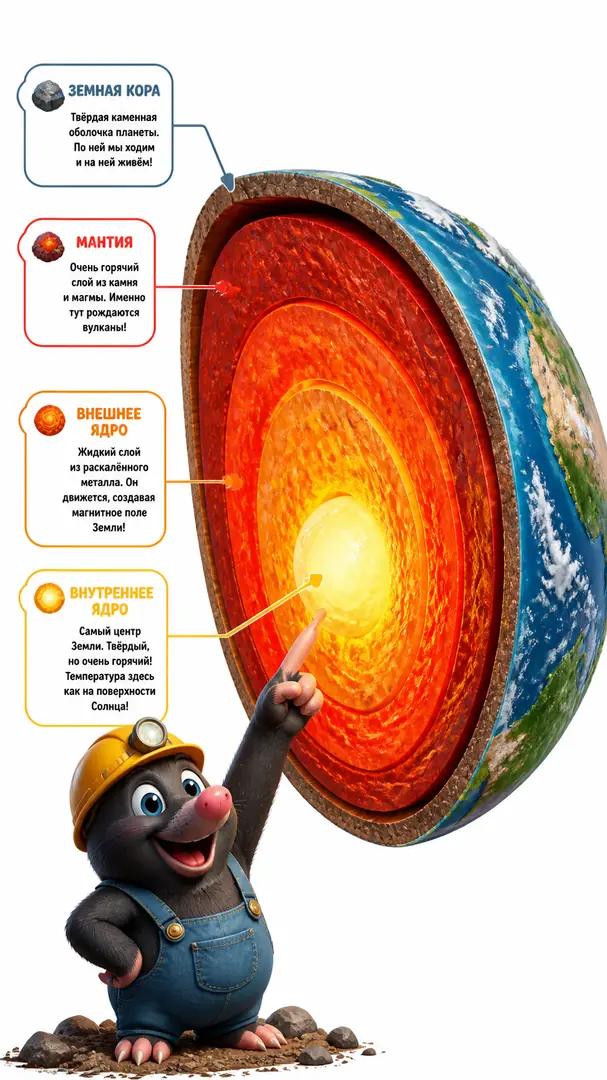 ЗЕМНАЯ КОРА
Твёрдая каменная
оболочка планеты.
По ней мы ходим
и на ней живём!
МАНТИЯ
Очень горячий
слой из камня
и магмы. Именно
тут рождаются
вулканы!
ВНЕШНЕЕ
ЯДРО
Жидкий слой
из раскалённого
металла. Он
движется, создавая
магнитное поле
Земли!
ВНУТРЕННЕЕ
ЯДРО
Самый центр
Земли. Твёрдый,
но очень горячий!
Температура здесь
как на поверхности
Солнца!